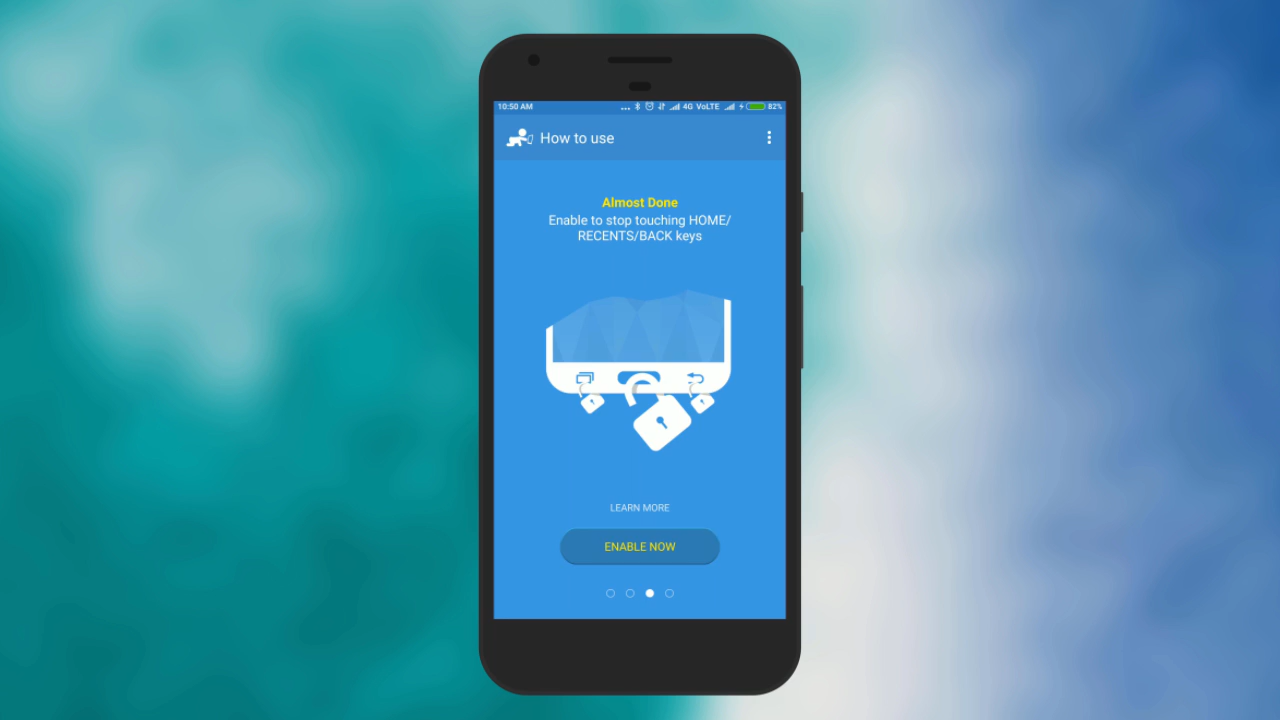 10:50 AM
... 4G VoLTE 82%
How to use
Almost Done
Enable to stop touching HOME/
RECENTS/BACK keys
LEARN MORE
ENABLE NOW